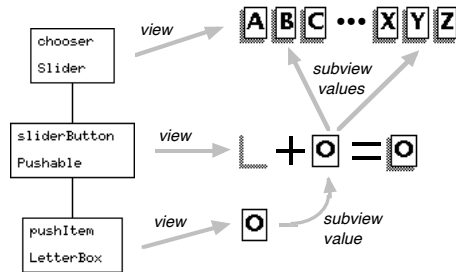 chooser
Slider
view
A B C ••• X Y Z
subview
values
sliderButton
Pushable
view
+ O = O
pushItem
LetterBox
view
O
subview
value